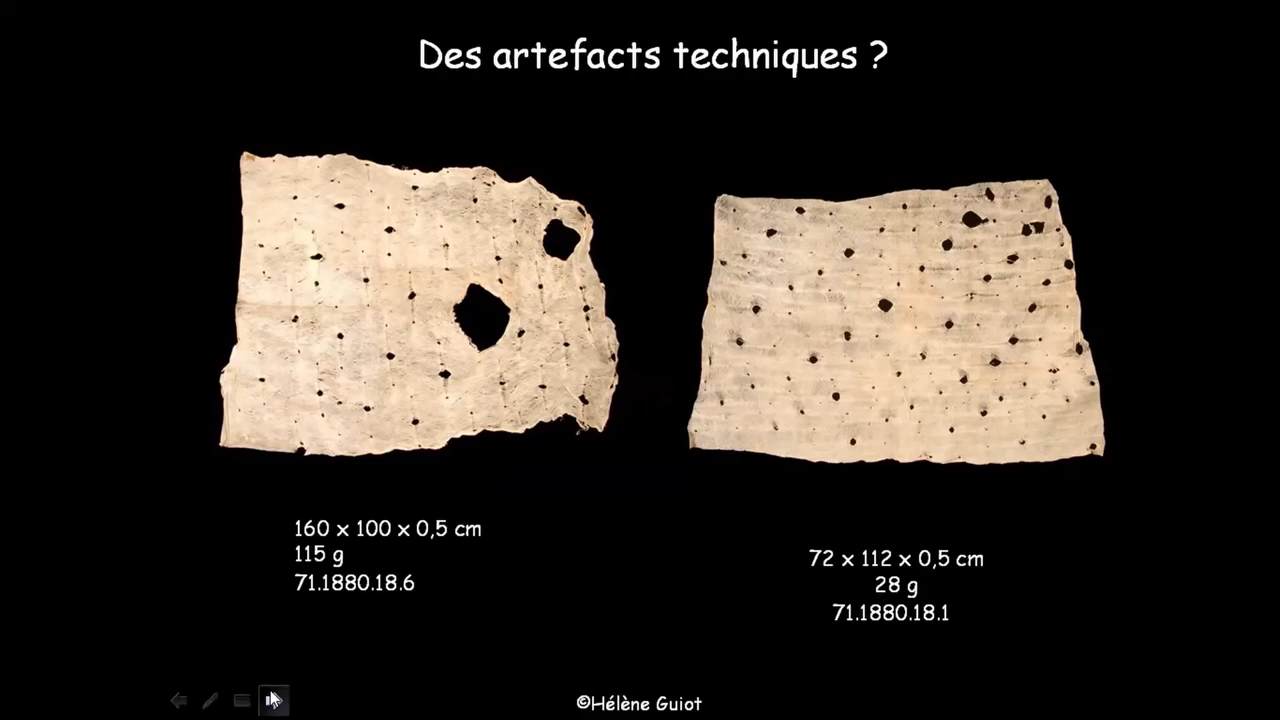 Des artefacts techniques ?
160 x 100 x 0,5 cm
115 g
71.1880.18.6
72 x 112 x 0,5 cm
28 g
71.1880.18.1
©Hélène Guiot